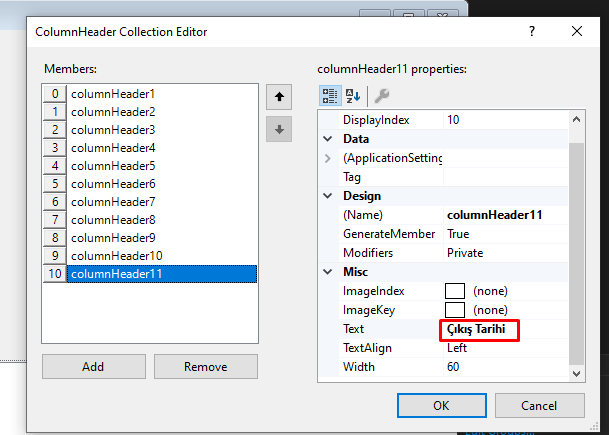 ColumnHeader Collection Editor
Members:
0 columnHeader1
1 columnHeader2
2 columnHeader3
3 columnHeader4
4 columnHeader5
5 columnHeader6
6 columnHeader7
7 columnHeader8
8 columnHeader9
9 columnHeader10
10 columnHeader11
Add Remove
columnHeader11 properties:
DisplayIndex 10
Data
(ApplicationSetting
Tag
Design
(Name) columnHeader11
GenerateMember True
Modifiers Private
Misc
ImageIndex (none)
ImageKey (none)
Text Çıkış Tarihi
TextAlign Left
Width 60
OK Cancel